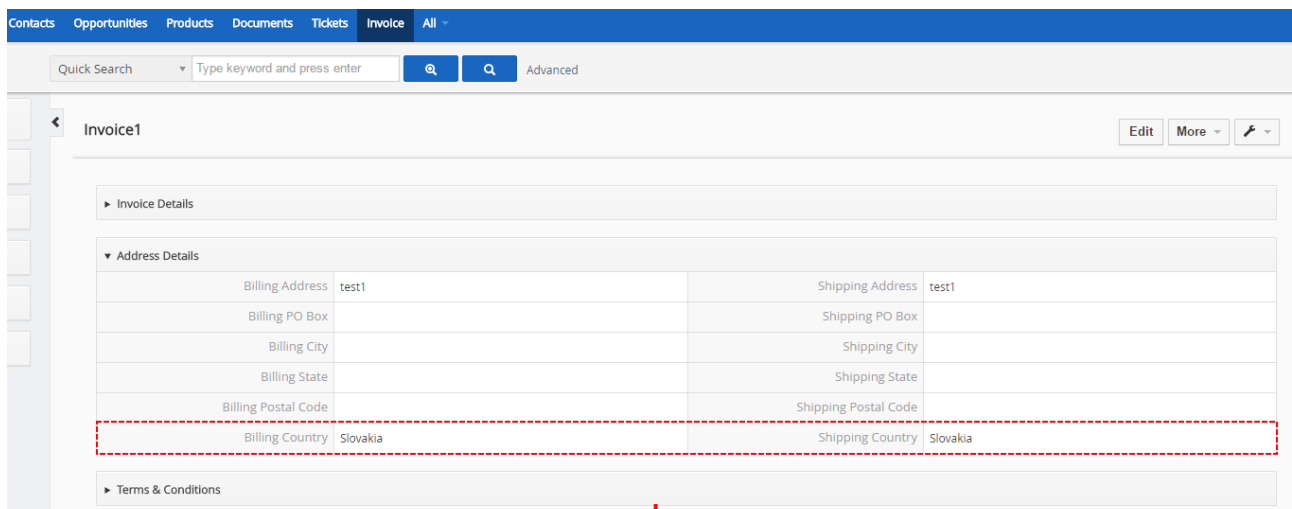 Contacts Opportunities Products Documents Tickets Invoice All
Quick Search Type keyword and press enter Advanced
Invoice1 Edit More
Invoice Details
Address Details
Billing Address test1 Shipping Address test1
Billing PO Box Shipping PO Box
Billing City Shipping City
Billing State Shipping State
Billing Postal Code Shipping Postal Code
Billing Country Slovakia Shipping Country Slovakia
Terms & Conditions